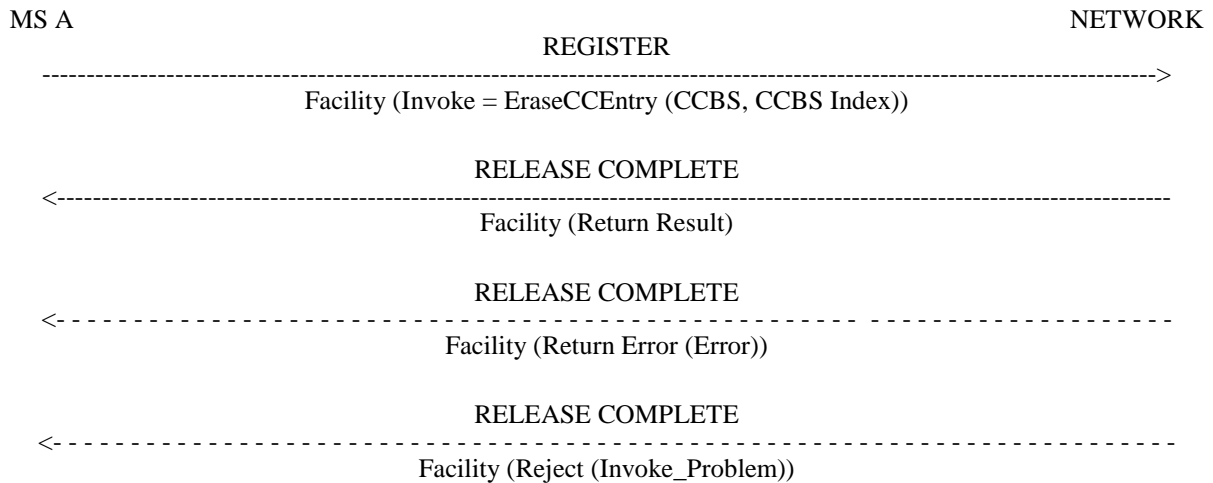 MS A NETWORK
REGISTER
------------------------------------------------------------------------------------------------------------------------>
Facility (Invoke = EraseCCEntry (CCBS, CCBS Index))
RELEASE COMPLETE
<------------------------------------------------------------------------------------------------------------------------
Facility (Return Result)
RELEASE COMPLETE
<- - - - - - - - - - - - - - - - - - - - - - - - - - - - - - - - - - - - - - - - - - - - - - - - - - - - - - - - - - - -
Facility (Return Error (Error))
RELEASE COMPLETE
<- - - - - - - - - - - - - - - - - - - - - - - - - - - - - - - - - - - - - - - - - - - - - - - - - - - - - - - - - - - -
Facility (Reject (Invoke_Problem))